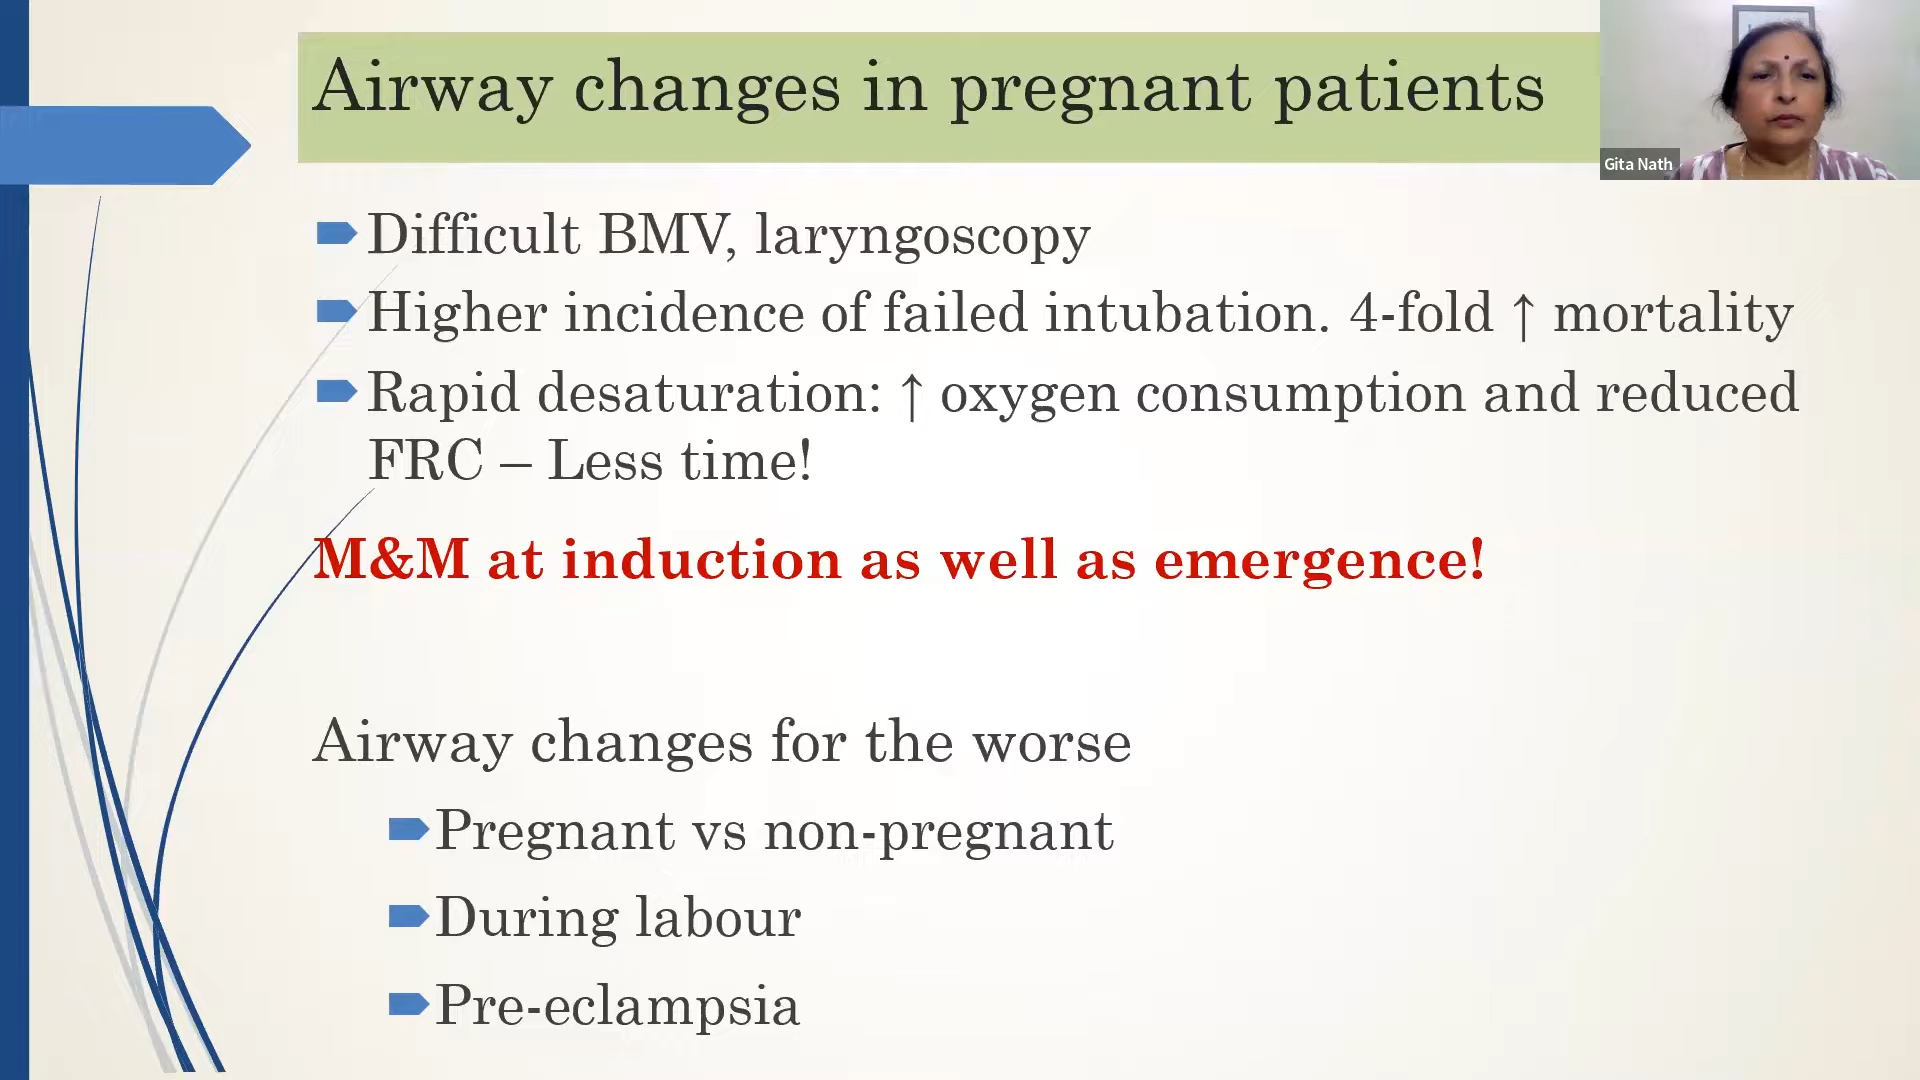 Airway changes in pregnant patients
Gita Nath
Difficult BMV, laryngoscopy
Higher incidence of failed intubation. 4-fold ↑ mortality
Rapid desaturation: ↑ oxygen consumption and reduced
FRC – Less time!
M&M at induction as well as emergence!
Airway changes for the worse
Pregnant vs non-pregnant
During labour
Pre-eclampsia